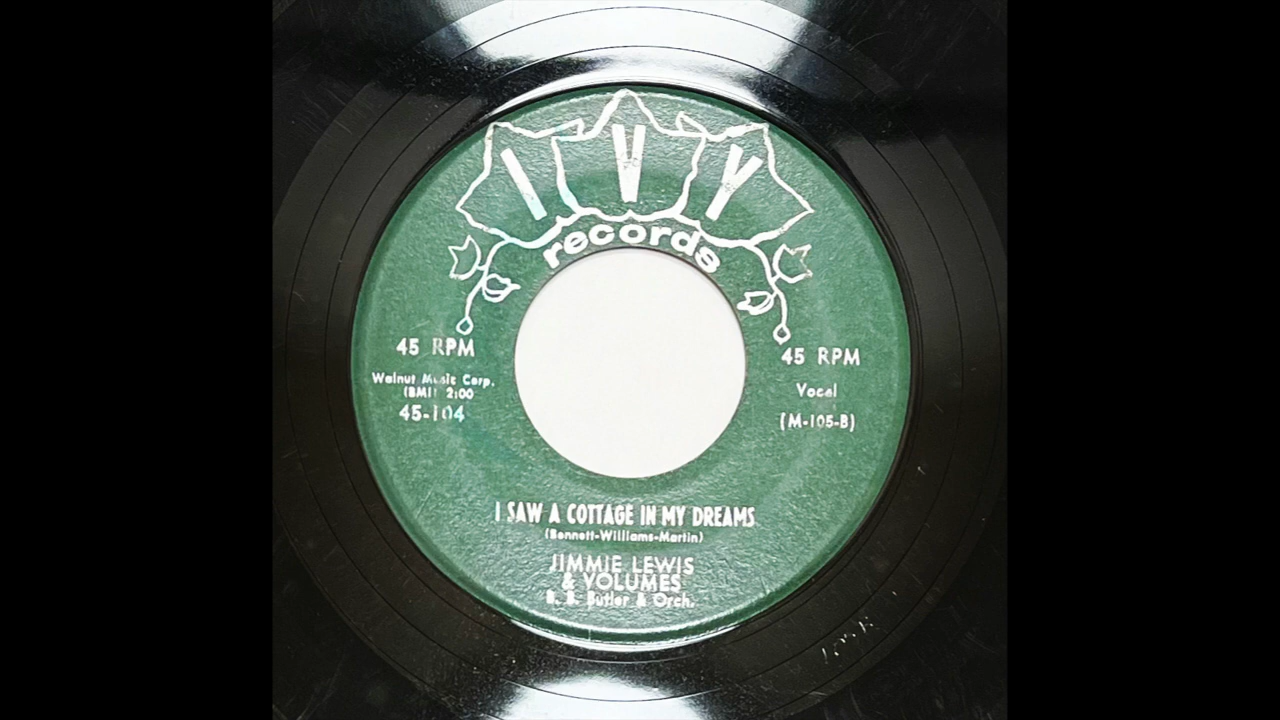 IVY
records
45 RPM
Walnut Music Corp.
(BMI) 2:00
45-104
45 RPM
Vocal
(M-105-B)
I SAW A COTTAGE IN MY DREAMS
(Bennett-Williams-Martin)
JIMMIE LEWIS
& VOLUMES
B. Butler & Orch.